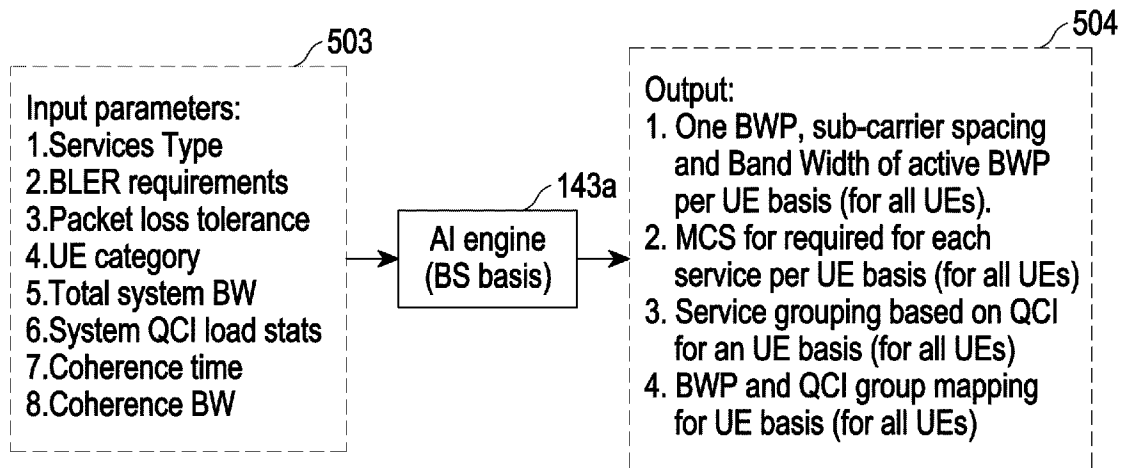 503
Input parameters:
1.Services Type
2.BLER requirements
3.Packet loss tolerance
4.UE category
5.Total system BW
6.System QCI load stats
7.Coherence time
8.Coherence BW
143a
AI engine
(BS basis)
504
Output:
1. One BWP, sub-carrier spacing
and Band Width of active BWP
per UE basis (for all UEs).
2. MCS for required for each
service per UE basis (for all UEs)
3. Service grouping based on QCI
for an UE basis (for all UEs)
4. BWP and QCI group mapping
for UE basis (for all UEs)